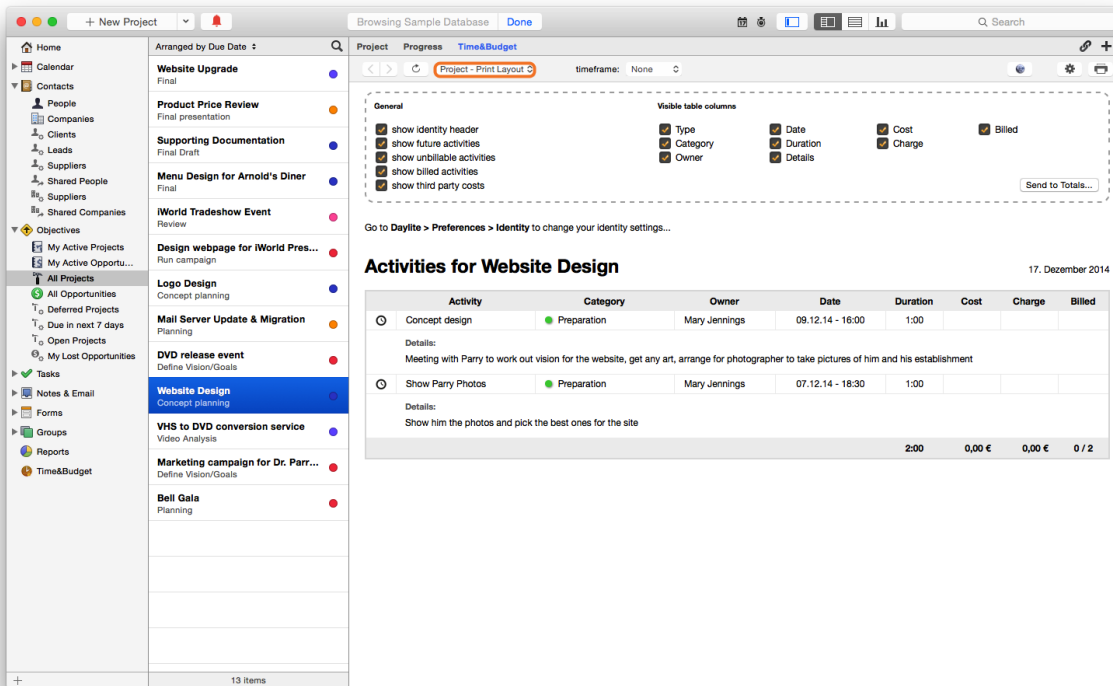 + New Project
Browsing Sample Database Done
Search
Home
Calendar
Contacts
People
Companies
Clients
Leads
Suppliers
Shared People
Suppliers
Shared Companies
Objectives
My Active Projects
My Active Opportu...
All Projects
All Opportunities
Deferred Projects
Due in next 7 days
Open Projects
My Lost Opportunities
Tasks
Notes & Email
Forms
Groups
Reports
Time&Budget
+
Arranged by Due Date
Website Upgrade
Final
Product Price Review
Final presentation
Supporting Documentation
Final Draft
Menu Design for Arnold's Diner
Final
iWorld Tradeshow Event
Review
Design webpage for iWorld Pres...
Run campaign
Logo Design
Concept planning
Mail Server Update & Migration
Planning
DVD release event
Define Vision/Goals
Website Design
Concept planning
VHS to DVD conversion service
Video Analysis
Marketing campaign for Dr. Parr...
Define Vision/Goals
Bell Gala
Planning
13 items
Project Progress Time&Budget
Project - Print Layout timeframe: None
General Visible table columns
show identity header Type Date Cost Billed
show future activities Category Duration Charge
show unbillable activities Owner Details
show billed activities
show third party costs
Send to Totals...
Go to Daylite > Preferences > Identity to change your identity settings...
Activities for Website Design 17. Dezember 2014
Activity Category Owner Date Duration Cost Charge Billed
Concept design Preparation Mary Jennings 09.12.14 - 16:00 1:00
Details:
Meeting with Parry to work out vision for the website, get any art, arrange for photographer to take pictures of him and his establishment
Show Parry Photos Preparation Mary Jennings 07.12.14 - 18:30 1:00
Details:
Show him the photos and pick the best ones for the site
2:00 0,00 € 0,00 € 0 / 2